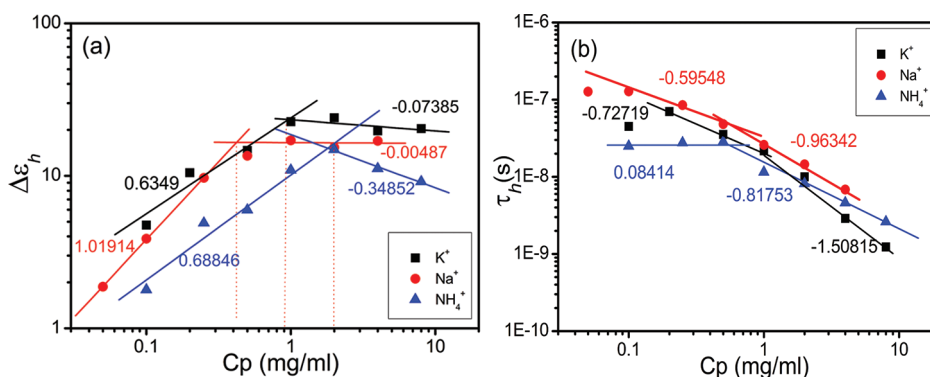 (a)
100
10
1
Δε_h
0.1
1
10
Cp (mg/ml)
-0.07385
-0.00487
-0.34852
0.6349
1.01914
0.68846
K⁺
Na⁺
NH₄⁺
(b)
1E-6
1E-7
1E-8
1E-9
1E-10
τ_h(s)
0.1
1
10
Cp (mg/ml)
-0.59548
-0.72719
-0.96342
0.08414
-0.81753
-1.50815
K⁺
Na⁺
NH₄⁺